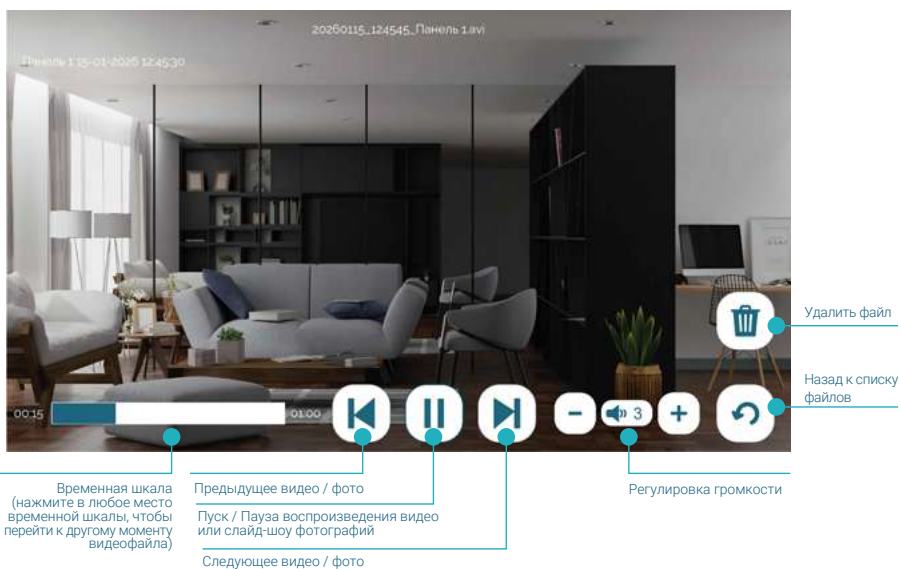 20260115_124545_Панель 1.avi
Панель 1 15-01-2026 12:45:30
Удалить файл
Назад к списку
файлов
00:15
01:00
3
Временная шкала
(нажмите в любое место
временной шкалы, чтобы
перейти к другому моменту
видеофайла)
Предыдущее видео / фото
Пуск / Пауза воспроизведения видео
или слайд-шоу фотографий
Следующее видео / фото
Регулировка громкости